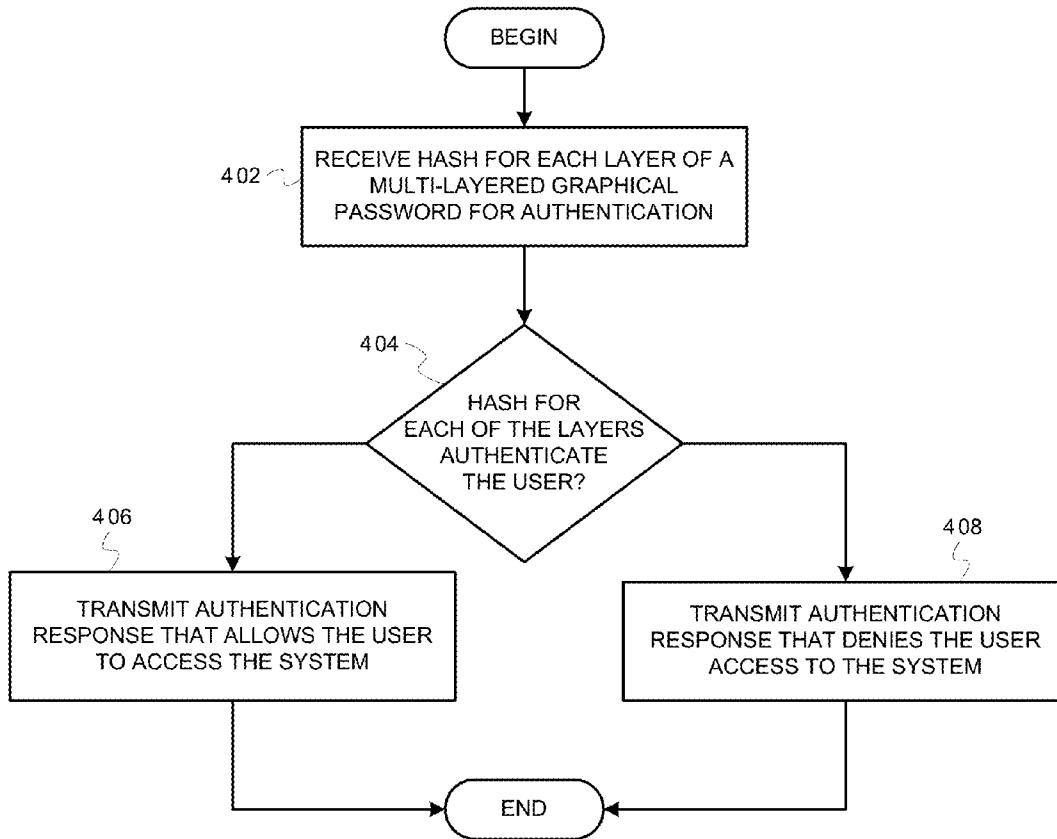 BEGIN
402
RECEIVE HASH FOR EACH LAYER OF A
MULTI-LAYERED GRAPHICAL
PASSWORD FOR AUTHENTICATION
404
HASH FOR
EACH OF THE LAYERS
AUTHENTICATE
THE USER?
406
TRANSMIT AUTHENTICATION
RESPONSE THAT ALLOWS THE USER
TO ACCESS THE SYSTEM
408
TRANSMIT AUTHENTICATION
RESPONSE THAT DENIES THE USER
ACCESS TO THE SYSTEM
END